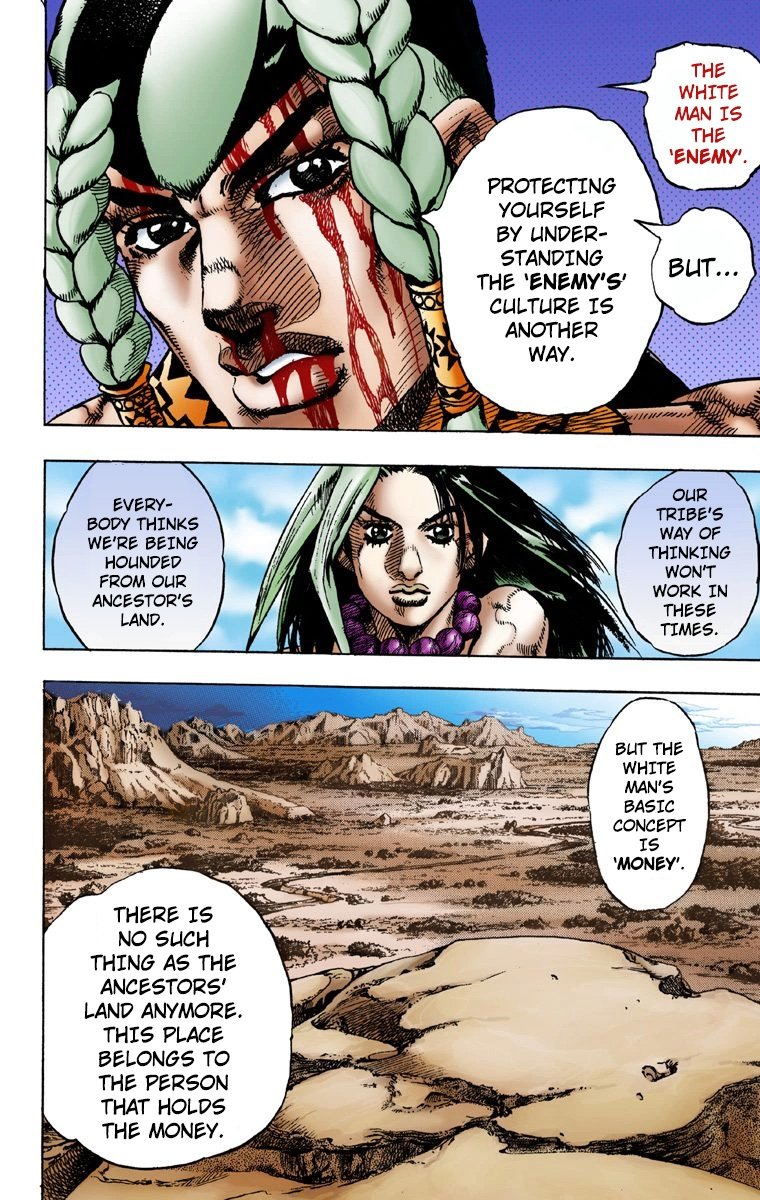 THE
WHITE
MAN IS
THE
'ENEMY'.
BUT...
PROTECTING
YOURSELF
BY UNDER-
STANDING
THE 'ENEMY'S'
CULTURE IS
ANOTHER
WAY.
OUR
TRIBE'S
WAY OF
THINKING
WON'T
WORK IN
THESE
TIMES.
EVERY-
BODY THINKS
WE'RE BEING
HOUNDED
FROM OUR
ANCESTOR'S
LAND.
BUT THE
WHITE
MAN'S
BASIC
CONCEPT
IS
'MONEY'.
THERE IS
NO SUCH
THING AS THE
ANCESTORS'
LAND ANYMORE.
THIS PLACE
BELONGS TO
THE PERSON
THAT HOLDS
THE MONEY.